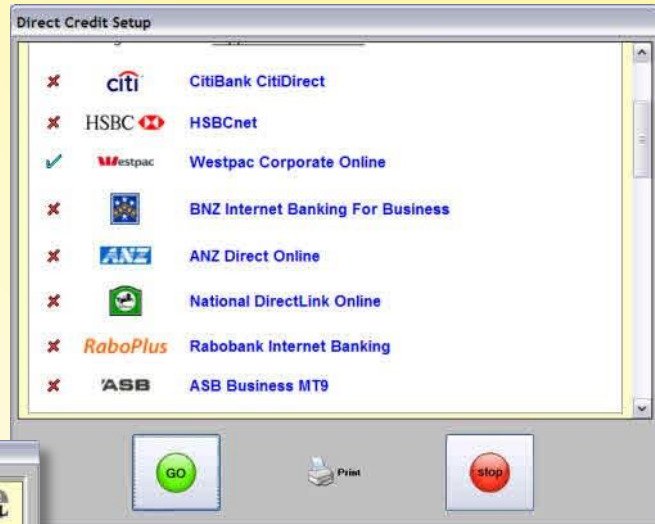 Direct Credit Setup
citi CitiBank CitiDirect
HSBC HSBCnet
Westpac Westpac Corporate Online
BNZ Internet Banking For Business
ANZ ANZ Direct Online
National DirectLink Online
RaboPlus Rabobank Internet Banking
ASB ASB Business MT9
GO Print stop